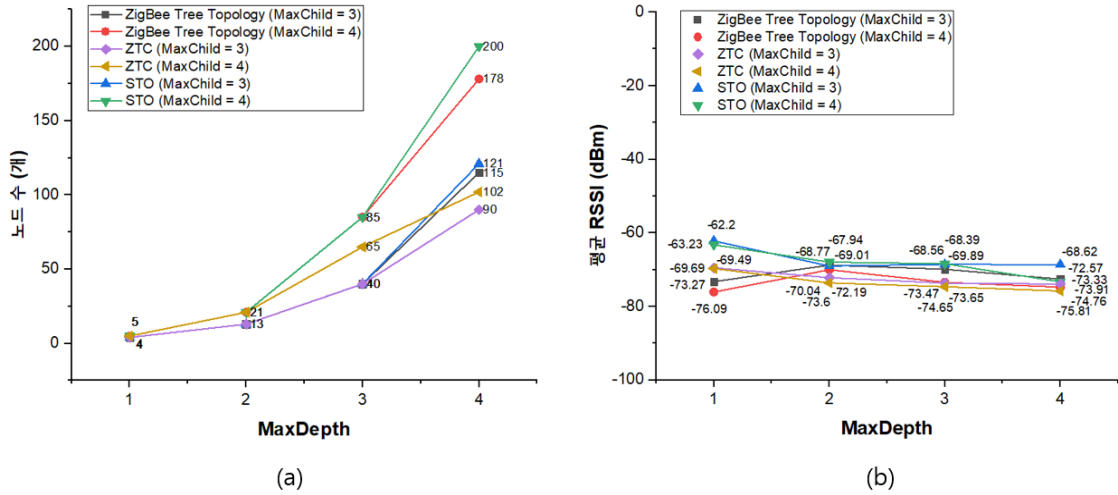 ZigBee Tree Topology (MaxChild = 3)
ZigBee Tree Topology (MaxChild = 4)
ZTC (MaxChild = 3)
ZTC (MaxChild = 4)
STO (MaxChild = 3)
STO (MaxChild = 4)
노드 수 (개)
200
150
100
50
0
5
4
21
13
85
65
40
200
178
121
115
102
90
1 2 3 4
MaxDepth
(a)
ZigBee Tree Topology (MaxChild = 3)
ZigBee Tree Topology (MaxChild = 4)
ZTC (MaxChild = 3)
ZTC (MaxChild = 4)
STO (MaxChild = 3)
STO (MaxChild = 4)
평균 RSSI (dBm)
0
-20
-40
-60
-80
-100
-62.2
-63.23
-69.49
-69.69
-73.27
-76.09
-67.94
-68.77
-69.01
-70.04
-72.19
-73.6
-68.39
-68.56
-69.89
-73.47
-73.65
-74.65
-68.62
-72.57
-73.33
-73.91
-74.76
-75.81
1 2 3 4
MaxDepth
(b)